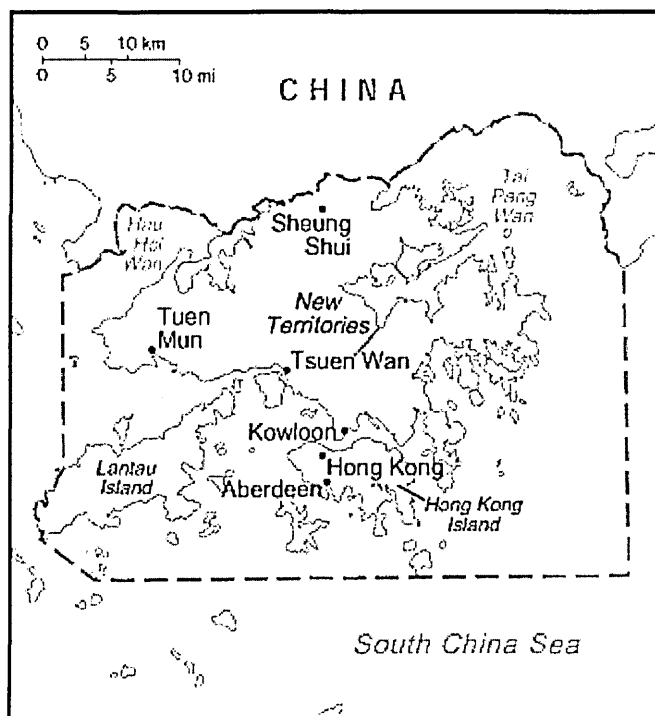 0 5 10 km
0 5 10 mi
CHINA
Tai
Pang
Wan
Sheung
Shui
Hau
Hoi
Wan
New
Territories
Tuen
Mun
Tsuen Wan
Kowloon
Hong Kong
Lantau
Island
Aberdeen
Hong Kong
Island
South China Sea